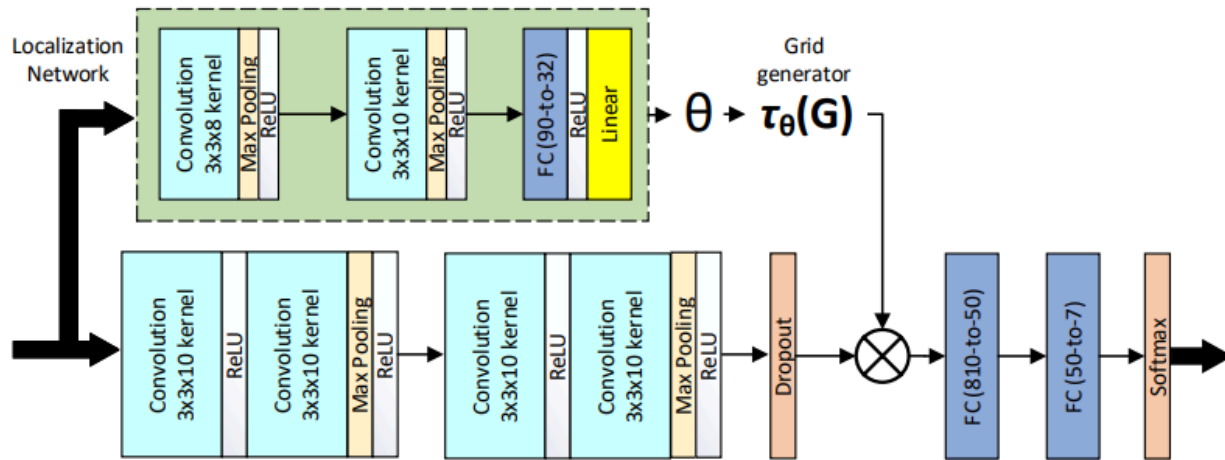 Localization
Network
Convolution
3x3x8 kernel
Max Pooling
ReLU
Convolution
3x3x10 kernel
Max Pooling
ReLU
FC (90-to-32)
ReLU
Linear
θ
Grid
generator
τθ(G)
Convolution
3x3x10 kernel
ReLU
Convolution
3x3x10 kernel
Max Pooling
ReLU
Convolution
3x3x10 kernel
ReLU
Convolution
3x3x10 kernel
Max Pooling
ReLU
Dropout
FC (810-to-50)
FC (50-to-7)
Softmax